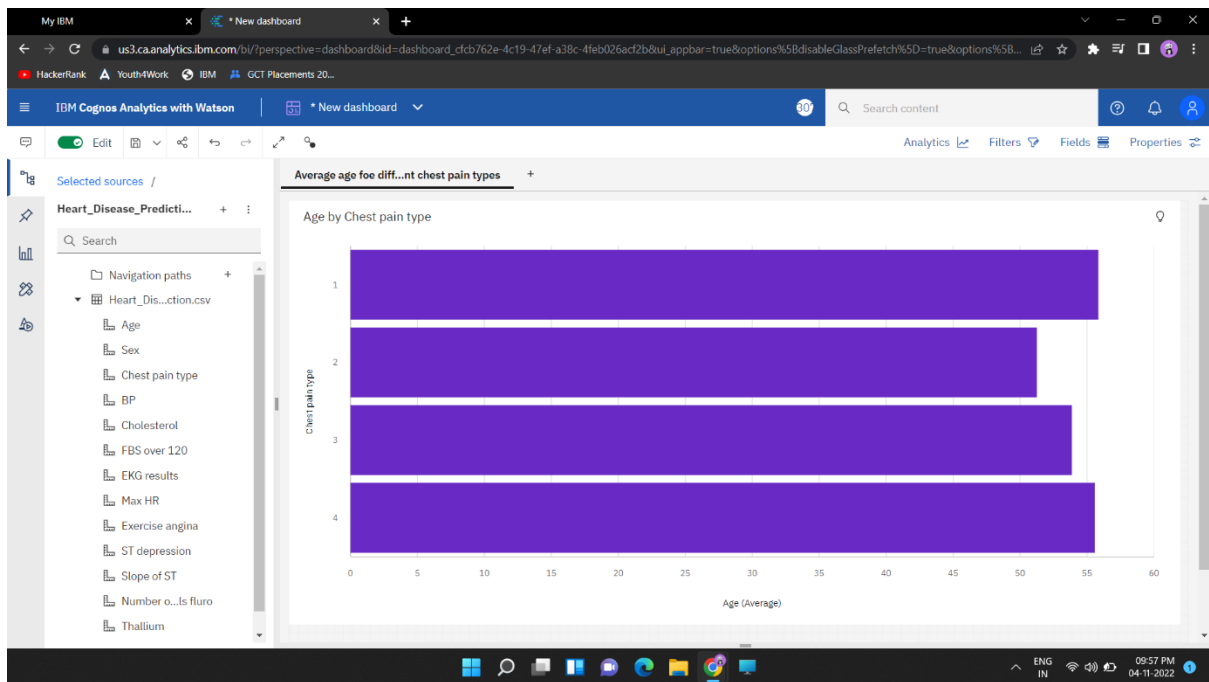 My IBM
* New dashboard
us3.ca.analytics.ibm.com/bi/?perspective=dashboard&id=dashboard_cfcb762e-4c19-47ef-a38c-4feb026acf2b&ui_appbar=true&options%5BdisableGlassPrefetch%5D=true&options%5B...
HackerRank Youth4Work IBM GCT Placements 20...
IBM Cognos Analytics with Watson
* New dashboard
Search content
Edit
Analytics Filters Fields Properties
Selected sources /
Average age foe diff...nt chest pain types +
Heart_Disease_Predicti... +
Search
Navigation paths +
Heart_Dis...ction.csv
Age
Sex
Chest pain type
BP
Cholesterol
FBS over 120
EKG results
Max HR
Exercise angina
ST depression
Slope of ST
Number o...ls fluro
Thallium
Age by Chest pain type
Chest pain type
1
2
3
4
0 5 10 15 20 25 30 35 40 45 50 55 60
Age (Average)
ENG
IN
09:57 PM
04-11-2022
1